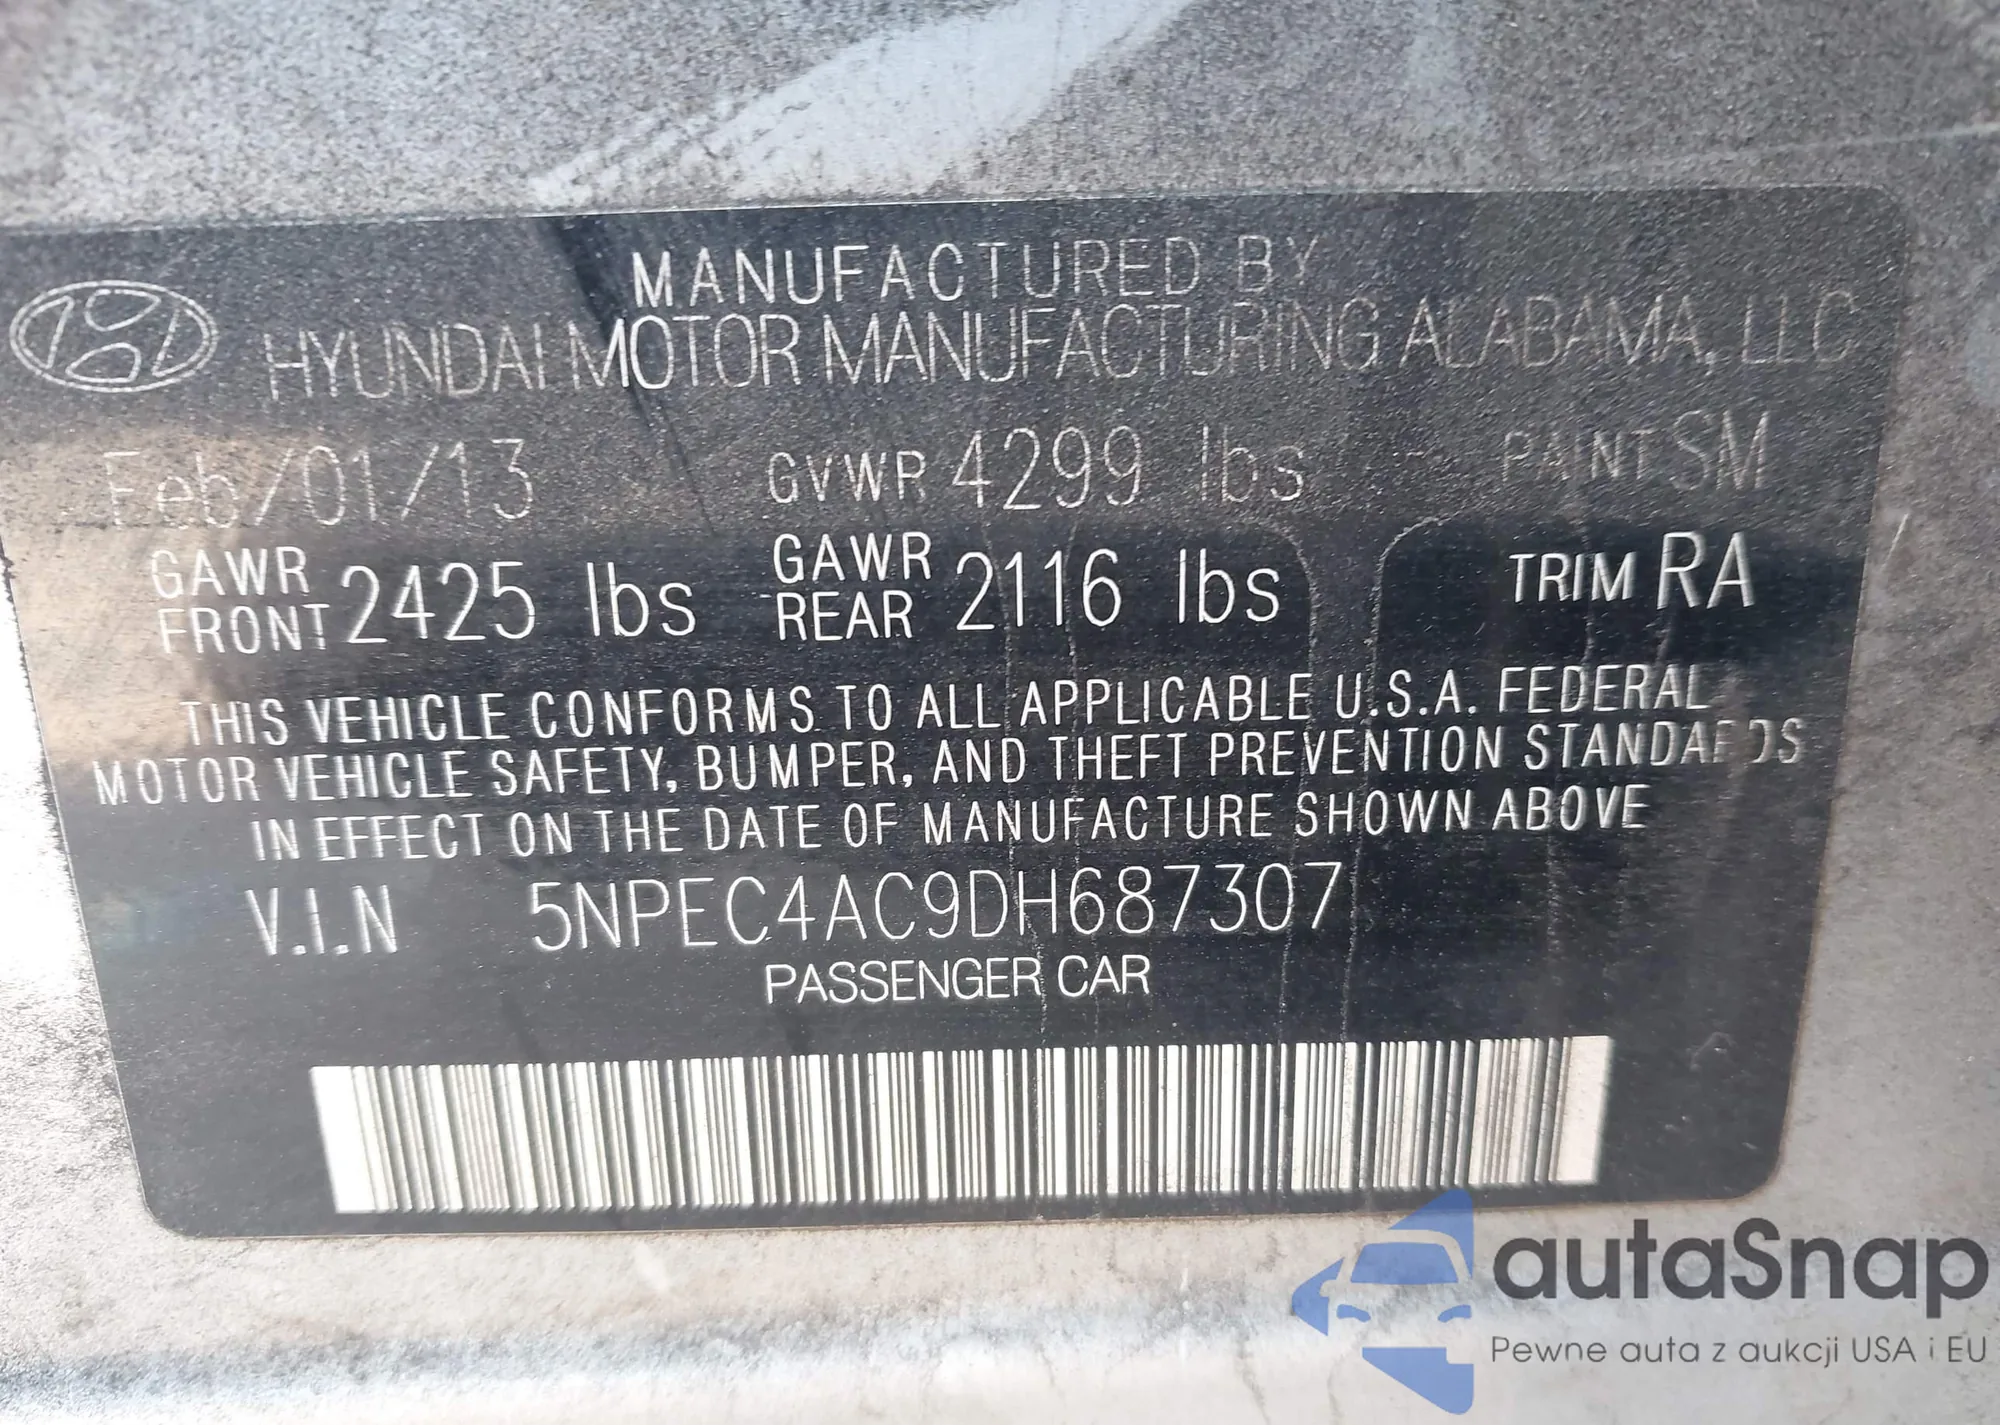 MANUFACTURED BY
HYUNDAI MOTOR MANUFACTURING ALABAMA, LLC
Feb/01/13 GVWR 4299 lbs PAINT SM
GAWR FRONT 2425 lbs GAWR REAR 2116 lbs TRIM RA
THIS VEHICLE CONFORMS TO ALL APPLICABLE U.S.A. FEDERAL
MOTOR VEHICLE SAFETY, BUMPER, AND THEFT PREVENTION STANDARDS
IN EFFECT ON THE DATE OF MANUFACTURE SHOWN ABOVE
V.I.N 5NPEC4AC9DH687307
PASSENGER CAR
autaSnap
Pewne auta z aukcji USA i EU